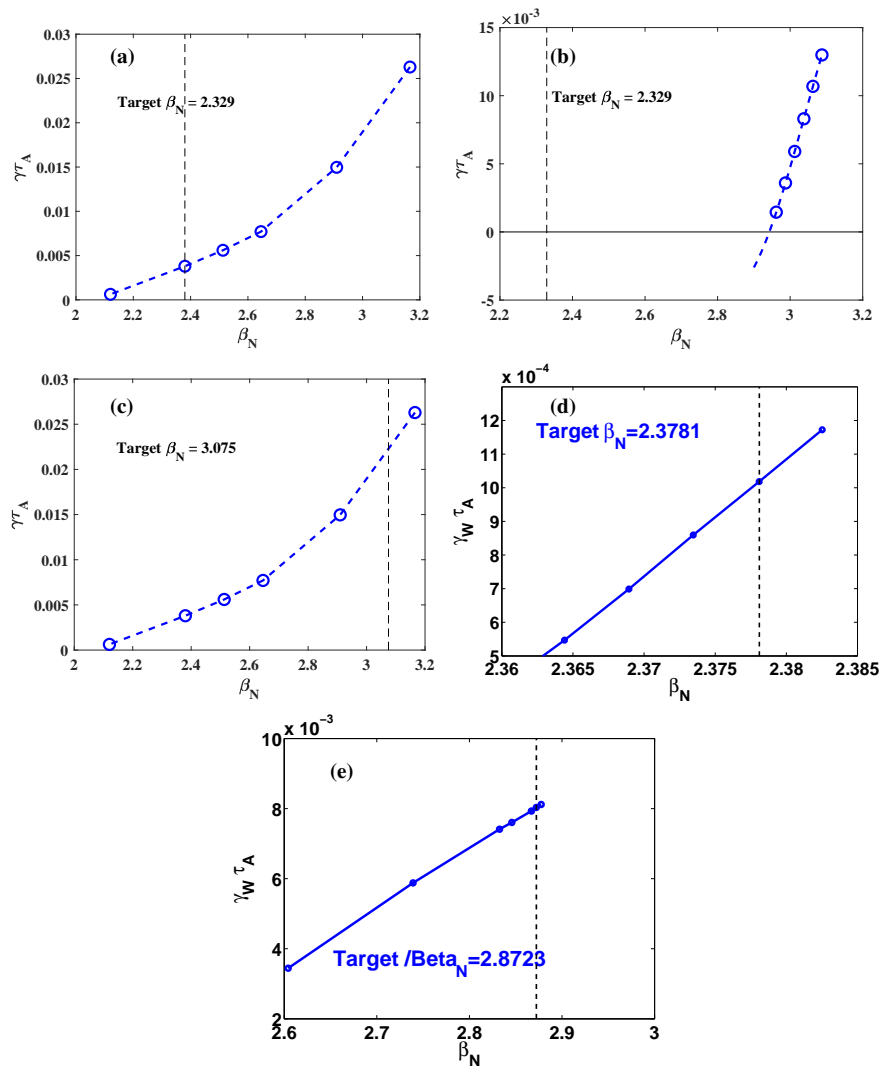 (a)
Target β_N = 2.329
0.03
0.025
0.02
0.015
0.01
0.005
0
γτ_A
2 2.2 2.4 2.6 2.8 3 3.2
β_N
×10⁻³
(b)
Target β_N = 2.329
15
10
5
0
-5
γτ_A
2.2 2.4 2.6 2.8 3 3.2
β_N
(c)
Target β_N = 3.075
0.03
0.025
0.02
0.015
0.01
0.005
0
γτ_A
2 2.2 2.4 2.6 2.8 3 3.2
β_N
x 10⁻⁴
(d)
Target β_N=2.3781
12
11
10
9
8
7
6
5
γ_W τ_A
2.36 2.365 2.37 2.375 2.38 2.385
β_N
x 10⁻³
(e)
10
8
6
4
2
γ_W τ_A
Target /Beta_N=2.8723
2.6 2.7 2.8 2.9 3
β_N